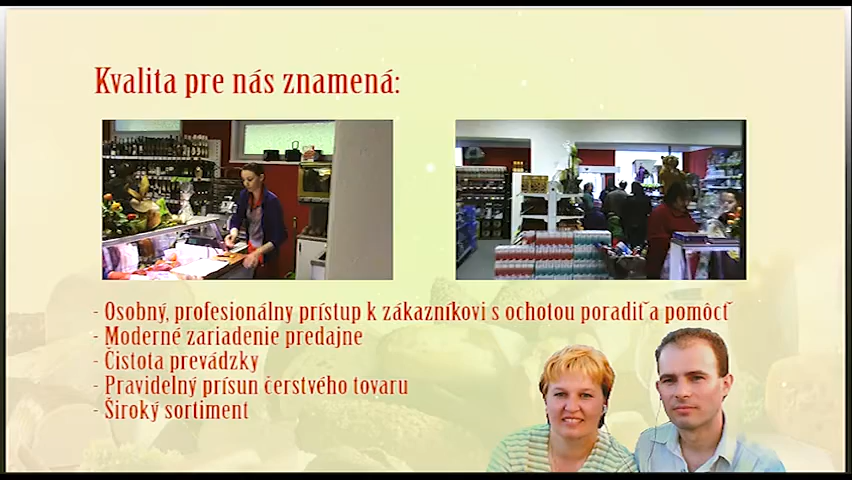 Kvalita pre nás znamená:
- Osobný, profesionálny prístup k zákazníkovi s ochotou poradiť a pomôcť
- Moderné zariadenie predajne
- Čistota prevádzky
- Pravidelný prísun čerstvého tovaru
- Široký sortiment